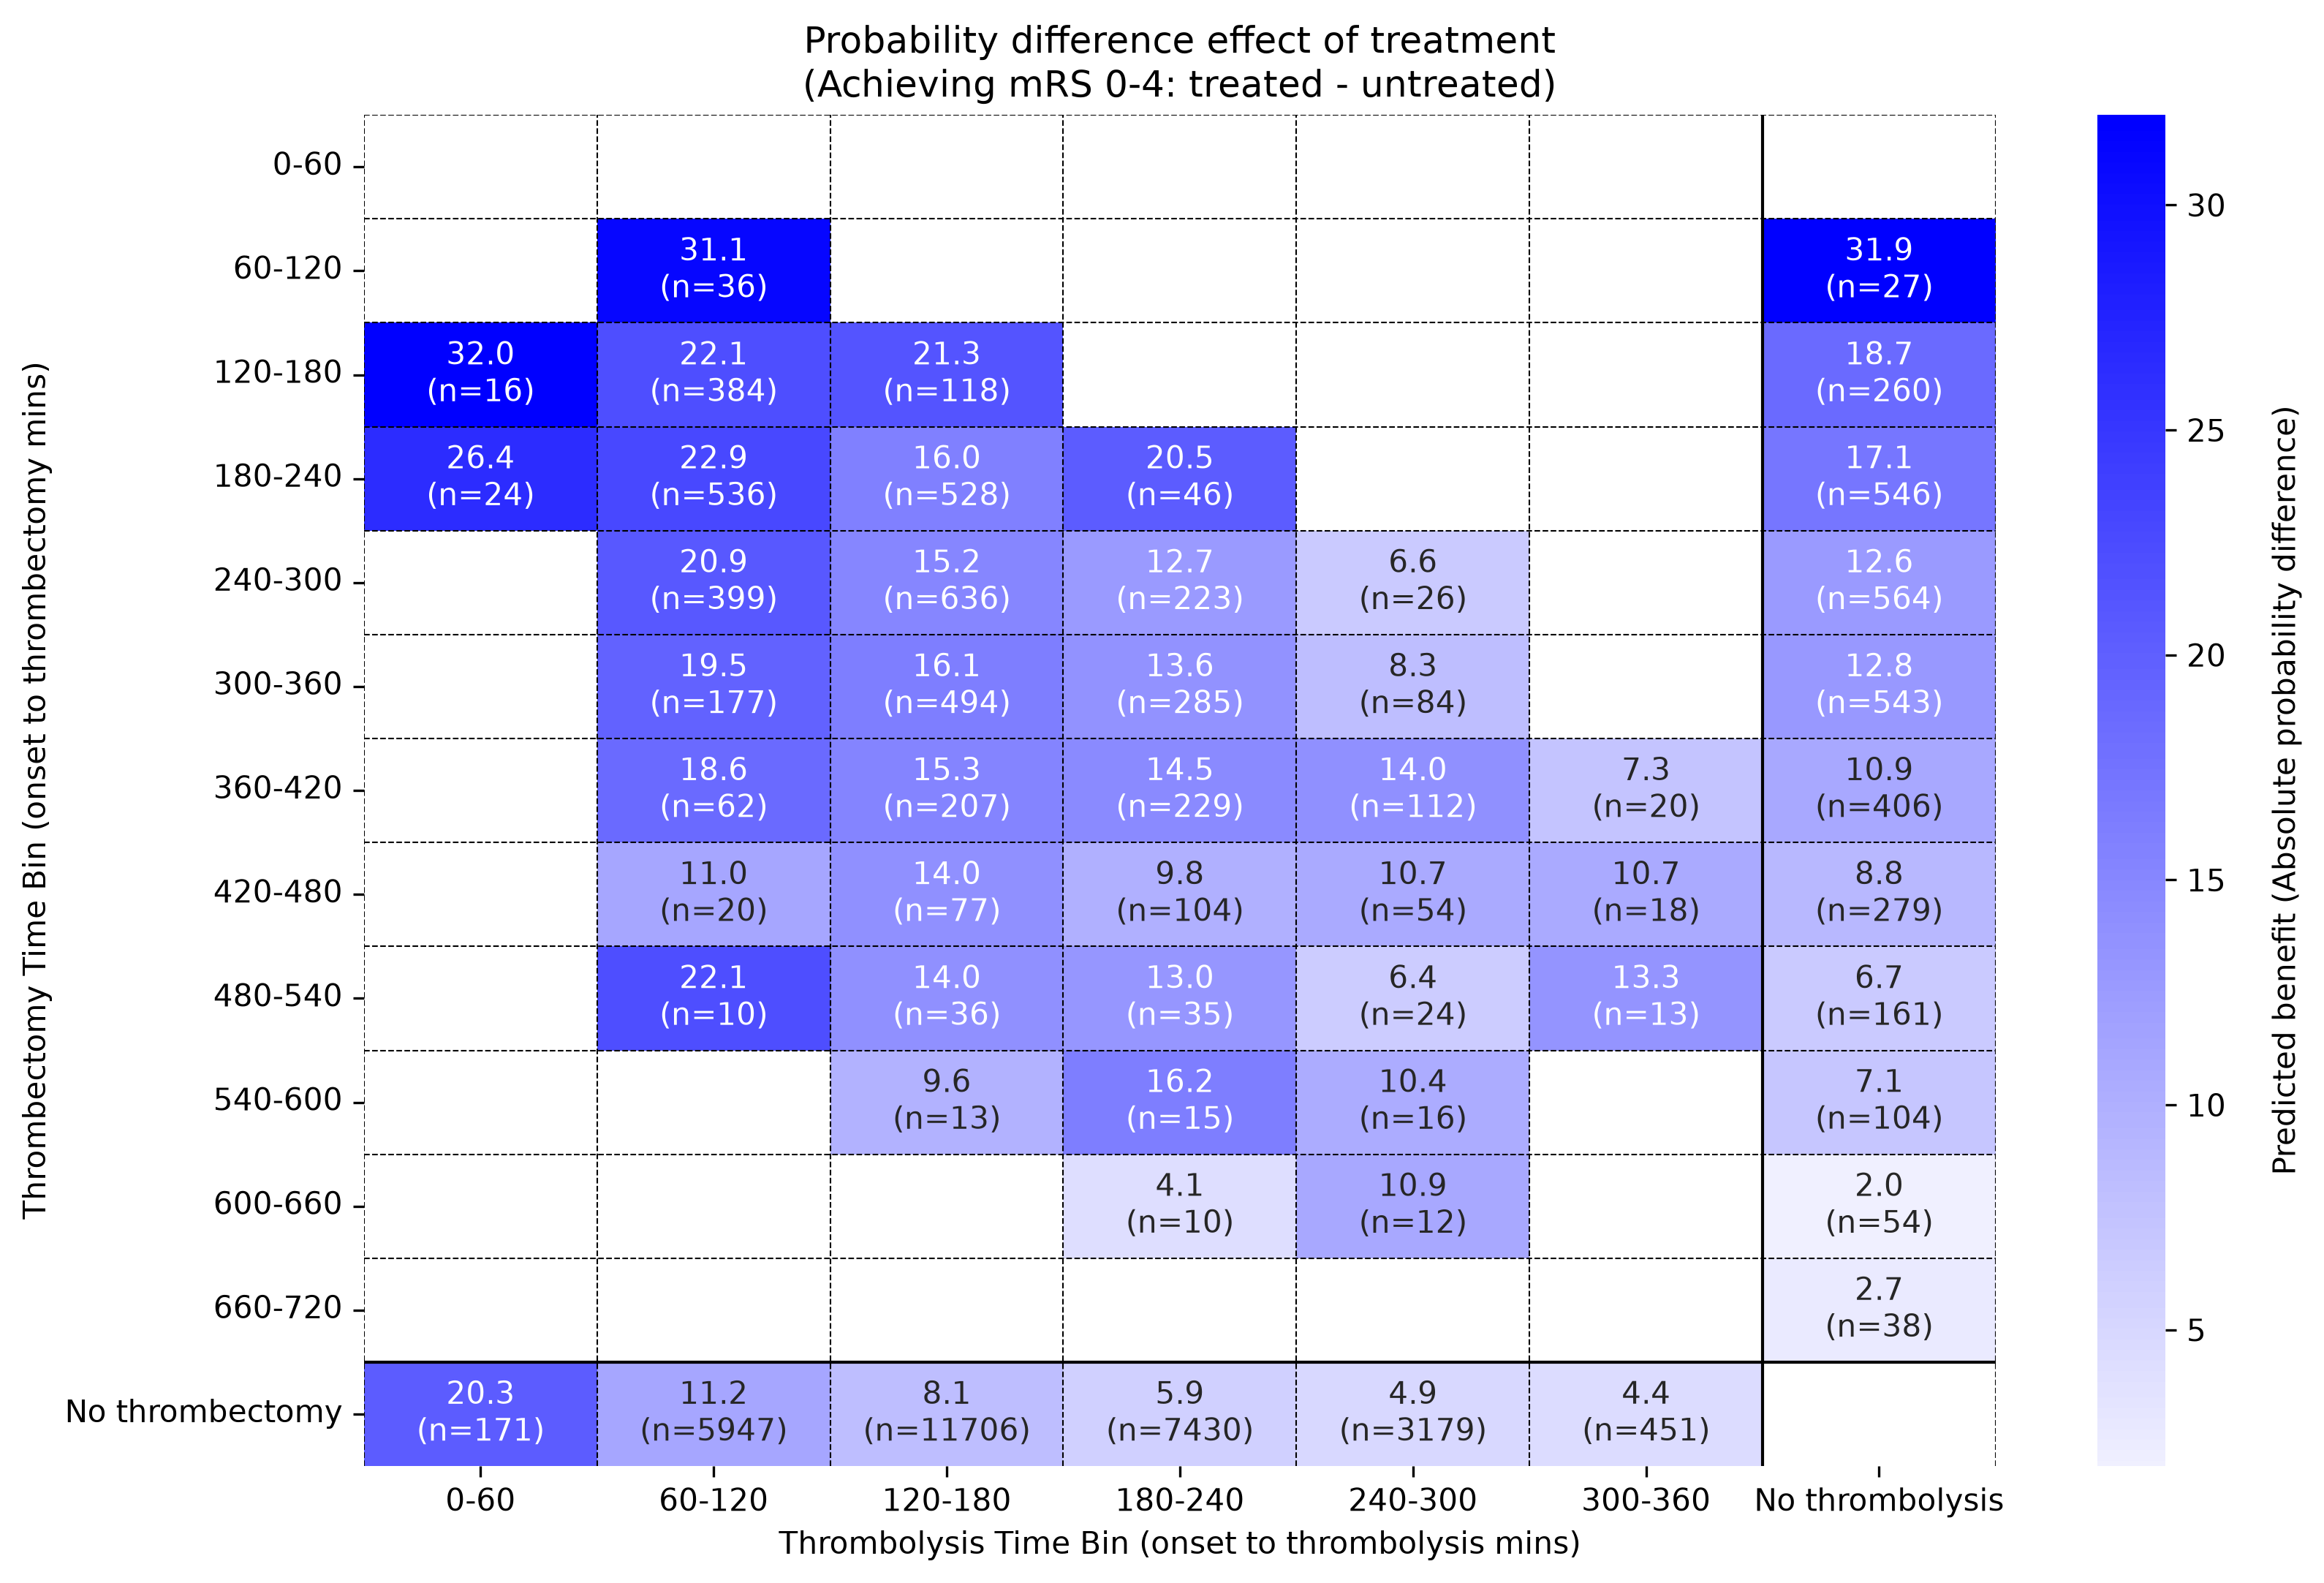 Probability difference effect of treatment
(Achieving mRS 0-4: treated - untreated)
Thrombectomy Time Bin (onset to thrombectomy mins)
0-60
60-120
31.1
(n=36)
31.9
(n=27)
120-180
32.0
(n=16)
22.1
(n=384)
21.3
(n=118)
18.7
(n=260)
180-240
26.4
(n=24)
22.9
(n=536)
16.0
(n=528)
20.5
(n=46)
17.1
(n=546)
240-300
20.9
(n=399)
15.2
(n=636)
12.7
(n=223)
6.6
(n=26)
12.6
(n=564)
300-360
19.5
(n=177)
16.1
(n=494)
13.6
(n=285)
8.3
(n=84)
12.8
(n=543)
360-420
18.6
(n=62)
15.3
(n=207)
14.5
(n=229)
14.0
(n=112)
7.3
(n=20)
10.9
(n=406)
420-480
11.0
(n=20)
14.0
(n=77)
9.8
(n=104)
10.7
(n=54)
10.7
(n=18)
8.8
(n=279)
480-540
22.1
(n=10)
14.0
(n=36)
13.0
(n=35)
6.4
(n=24)
13.3
(n=13)
6.7
(n=161)
540-600
9.6
(n=13)
16.2
(n=15)
10.4
(n=16)
7.1
(n=104)
600-660
4.1
(n=10)
10.9
(n=12)
2.0
(n=54)
660-720
2.7
(n=38)
No thrombectomy
20.3
(n=171)
11.2
(n=5947)
8.1
(n=11706)
5.9
(n=7430)
4.9
(n=3179)
4.4
(n=451)
0-60
60-120
120-180
180-240
240-300
300-360
No thrombolysis
Thrombolysis Time Bin (onset to thrombolysis mins)
30
25
20
15
10
5
Predicted benefit (Absolute probability difference)